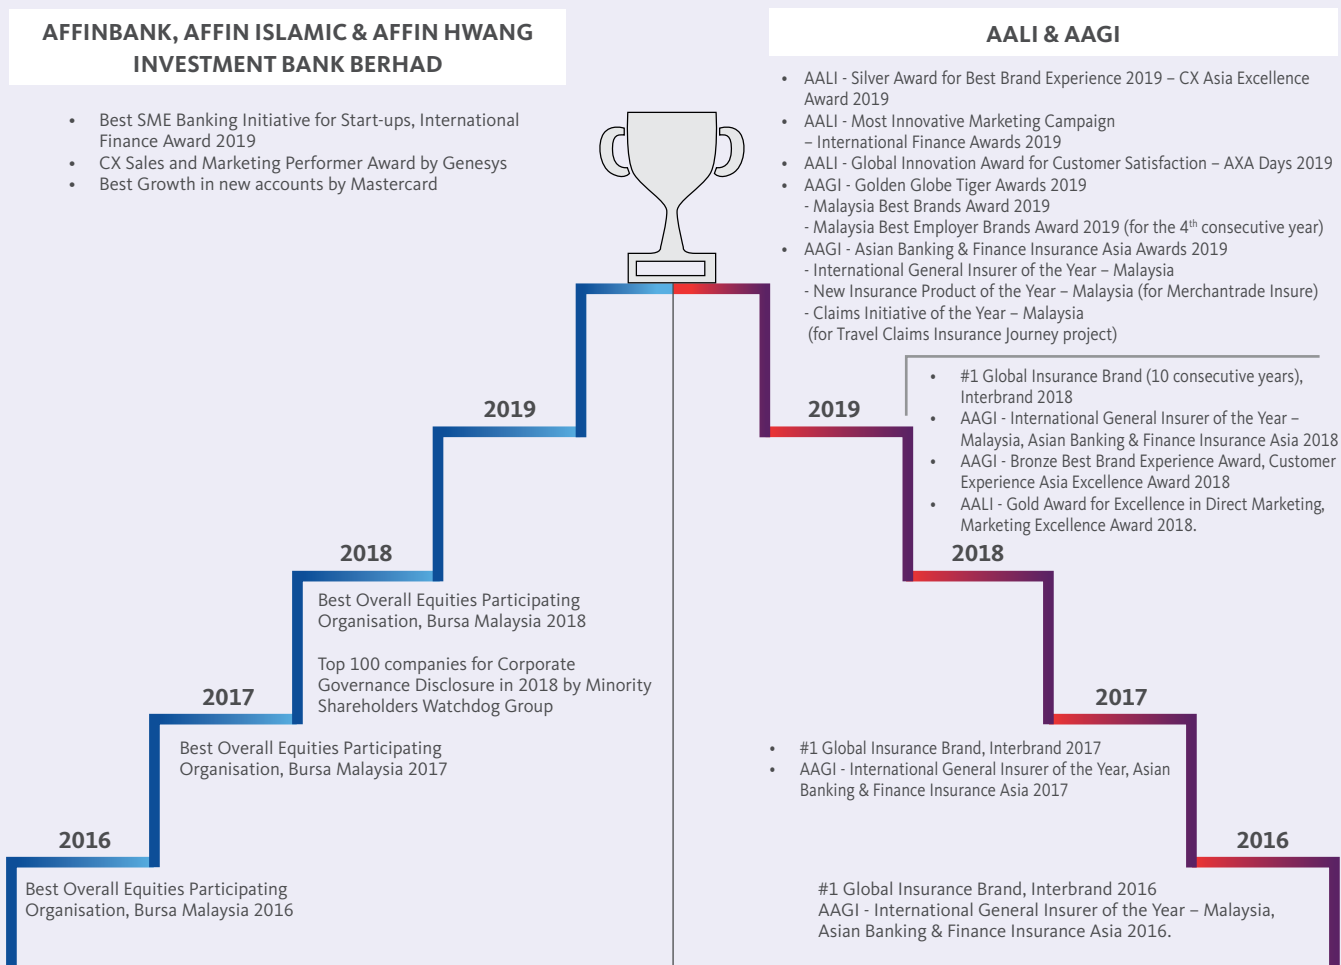 AFFINBANK, AFFIN ISLAMIC & AFFIN HWANG
INVESTMENT BANK BERHAD
• Best SME Banking Initiative for Start-ups, International
Finance Award 2019
• CX Sales and Marketing Performer Award by Genesys
• Best Growth in new accounts by Mastercard
2019
2018
Best Overall Equities Participating
Organisation, Bursa Malaysia 2018
Top 100 companies for Corporate
Governance Disclosure in 2018 by Minority
Shareholders Watchdog Group
2017
Best Overall Equities Participating
Organisation, Bursa Malaysia 2017
2016
Best Overall Equities Participating
Organisation, Bursa Malaysia 2016
AALI & AAGI
• AALI - Silver Award for Best Brand Experience 2019 – CX Asia Excellence
Award 2019
• AALI - Most Innovative Marketing Campaign
– International Finance Awards 2019
• AALI - Global Innovation Award for Customer Satisfaction – AXA Days 2019
• AAGI - Golden Globe Tiger Awards 2019
- Malaysia Best Brands Award 2019
- Malaysia Best Employer Brands Award 2019 (for the 4th consecutive year)
• AAGI - Asian Banking & Finance Insurance Asia Awards 2019
- International General Insurer of the Year – Malaysia
- New Insurance Product of the Year – Malaysia (for Merchantrade Insure)
- Claims Initiative of the Year – Malaysia
(for Travel Claims Insurance Journey project)
2019
• #1 Global Insurance Brand (10 consecutive years),
Interbrand 2018
• AAGI - International General Insurer of the Year –
Malaysia, Asian Banking & Finance Insurance Asia 2018
• AAGI - Bronze Best Brand Experience Award, Customer
Experience Asia Excellence Award 2018
• AALI - Gold Award for Excellence in Direct Marketing,
Marketing Excellence Award 2018.
2018
2017
• #1 Global Insurance Brand, Interbrand 2017
• AAGI - International General Insurer of the Year, Asian
Banking & Finance Insurance Asia 2017
2016
#1 Global Insurance Brand, Interbrand 2016
AAGI - International General Insurer of the Year – Malaysia,
Asian Banking & Finance Insurance Asia 2016.